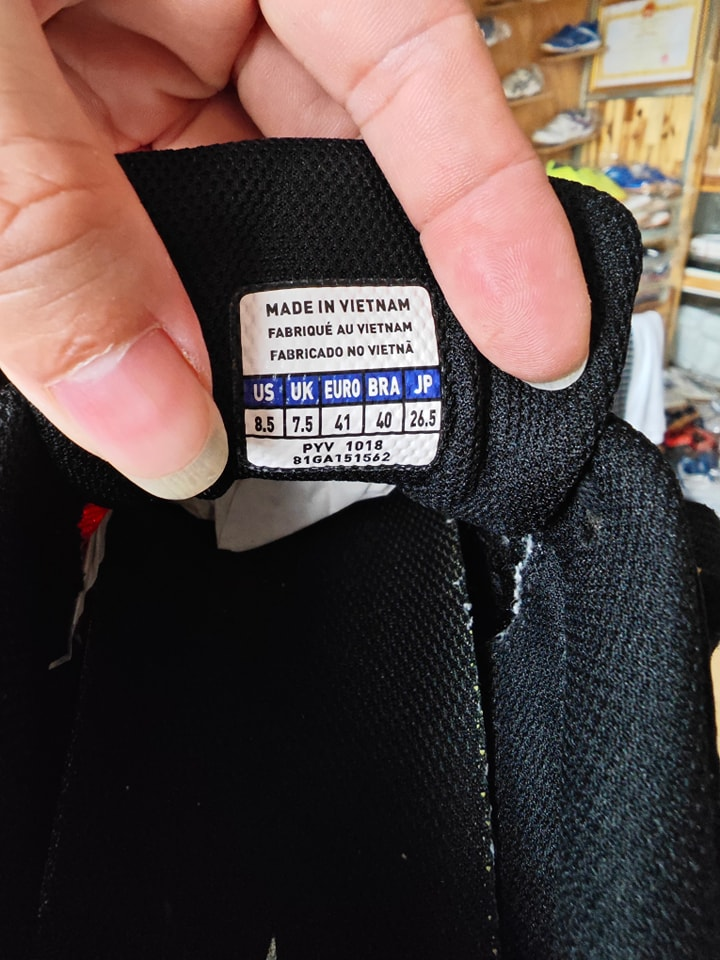 MADE IN VIETNAM
FABRIQUÉ AU VIETNAM
FABRICADO NO VIETNÃ
US UK EURO BRA JP
8.5 7.5 41 40 26.5
PYV 1018
81GA151562